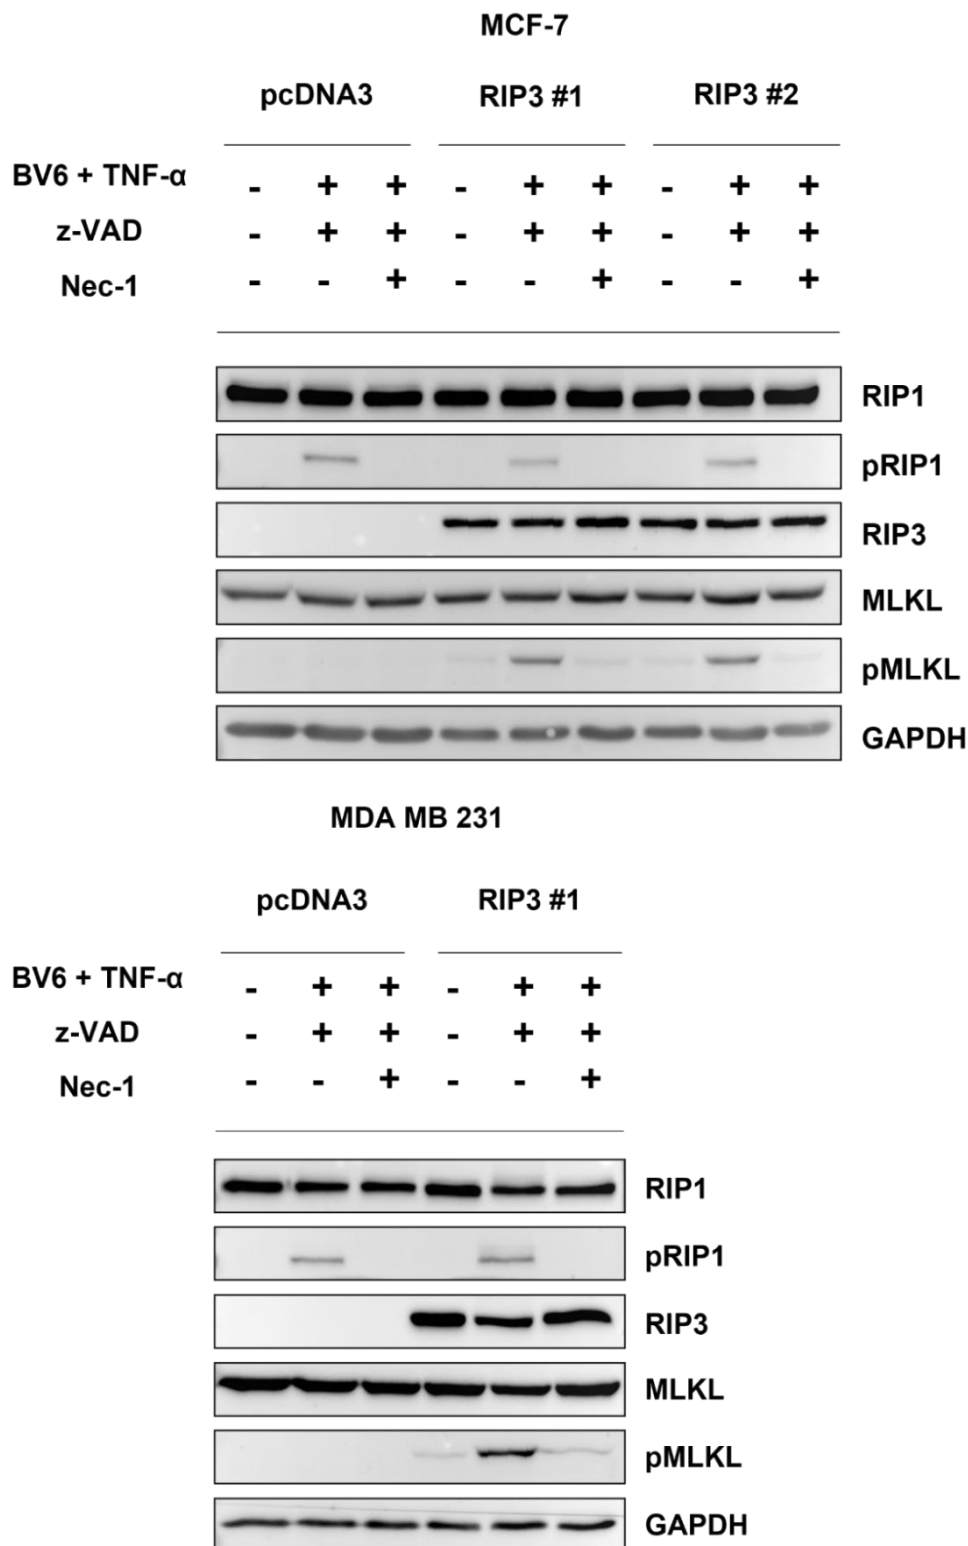 MCF-7
pcDNA3 RIP3 #1 RIP3 #2
BV6 + TNF-α - + + - + + - + +
z-VAD - + + - + + - + +
Nec-1 - - + - - + - - +
RIP1
pRIP1
RIP3
MLKL
pMLKL
GAPDH
MDA MB 231
pcDNA3 RIP3 #1
BV6 + TNF-α - + + - + +
z-VAD - + + - + +
Nec-1 - - + - - +
RIP1
pRIP1
RIP3
MLKL
pMLKL
GAPDH